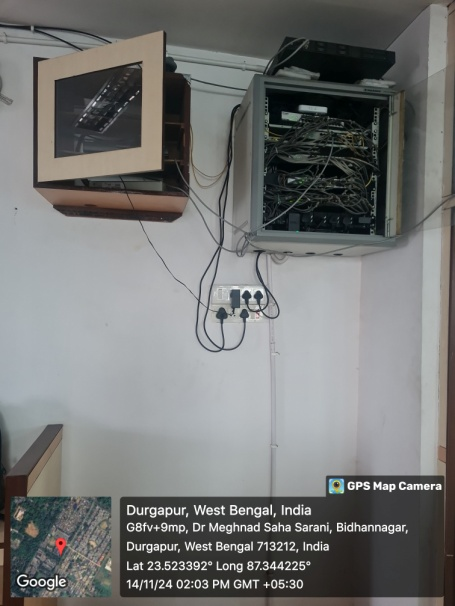 GPS Map Camera
Durgapur, West Bengal, India
G8fv+9mp, Dr Meghnad Saha Sarani, Bidhannagar,
Durgapur, West Bengal 713212, India
Lat 23.523392° Long 87.344225°
14/11/24 02:03 PM GMT +05:30
Google